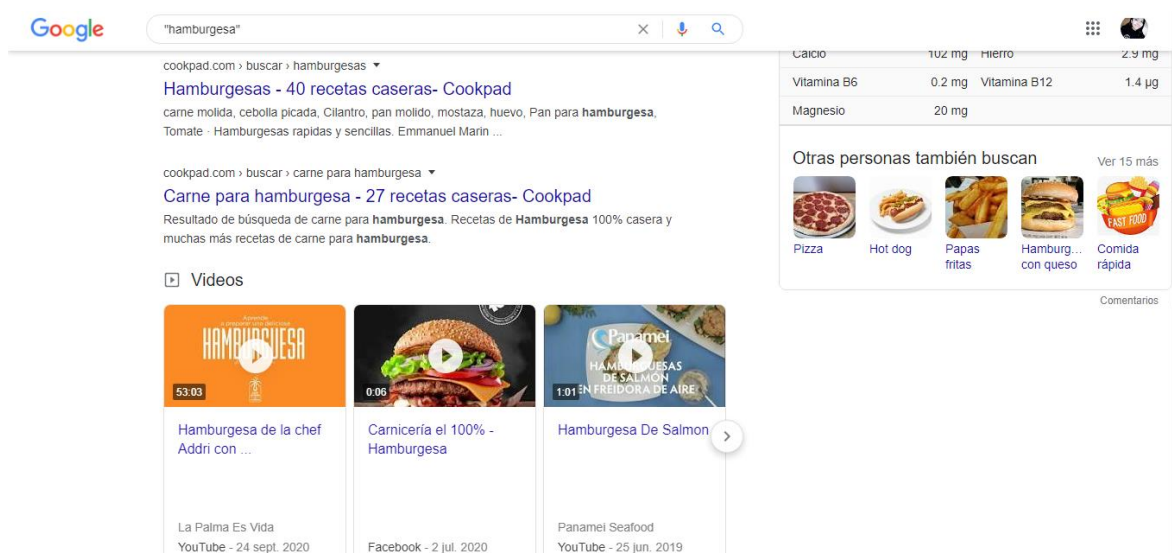 Google
"hamburgesa"
cookpad.com › buscar › hamburgesas
Hamburgesas - 40 recetas caseras- Cookpad
carne molida, cebolla picada, Cilantro, pan molido, mostaza, huevo, Pan para hamburgesa,
Tomate · Hamburgesas rapidas y sencillas. Emmanuel Marin ...
cookpad.com › buscar › carne para hamburgesa
Carne para hamburgesa - 27 recetas caseras- Cookpad
Resultado de búsqueda de carne para hamburgesa. Recetas de Hamburgesa 100% casera y
muchas más recetas de carne para hamburgesa.
Videos
Aprende
a preparar una deliciosa
HAMBURGUESA
53:03
Hamburgesa de la chef
Addri con ...
La Palma Es Vida
YouTube - 24 sept. 2020
0:06
Carnicería el 100% -
Hamburgesa
Facebook - 2 jul. 2020
Panamei
HAMBURGUESAS
DE SALMÓN
EN FREIDORA DE AIRE
1:01
Hamburgesa De Salmon
Panamei Seafood
YouTube - 25 jun. 2019
Calcio 102 mg Hierro 2.9 mg
Vitamina B6 0.2 mg Vitamina B12 1.4 µg
Magnesio 20 mg
Otras personas también buscan
Ver 15 más
FAST FOOD
Pizza
Hot dog
Papas
fritas
Hamburg...
con queso
Comida
rápida
Comentarios